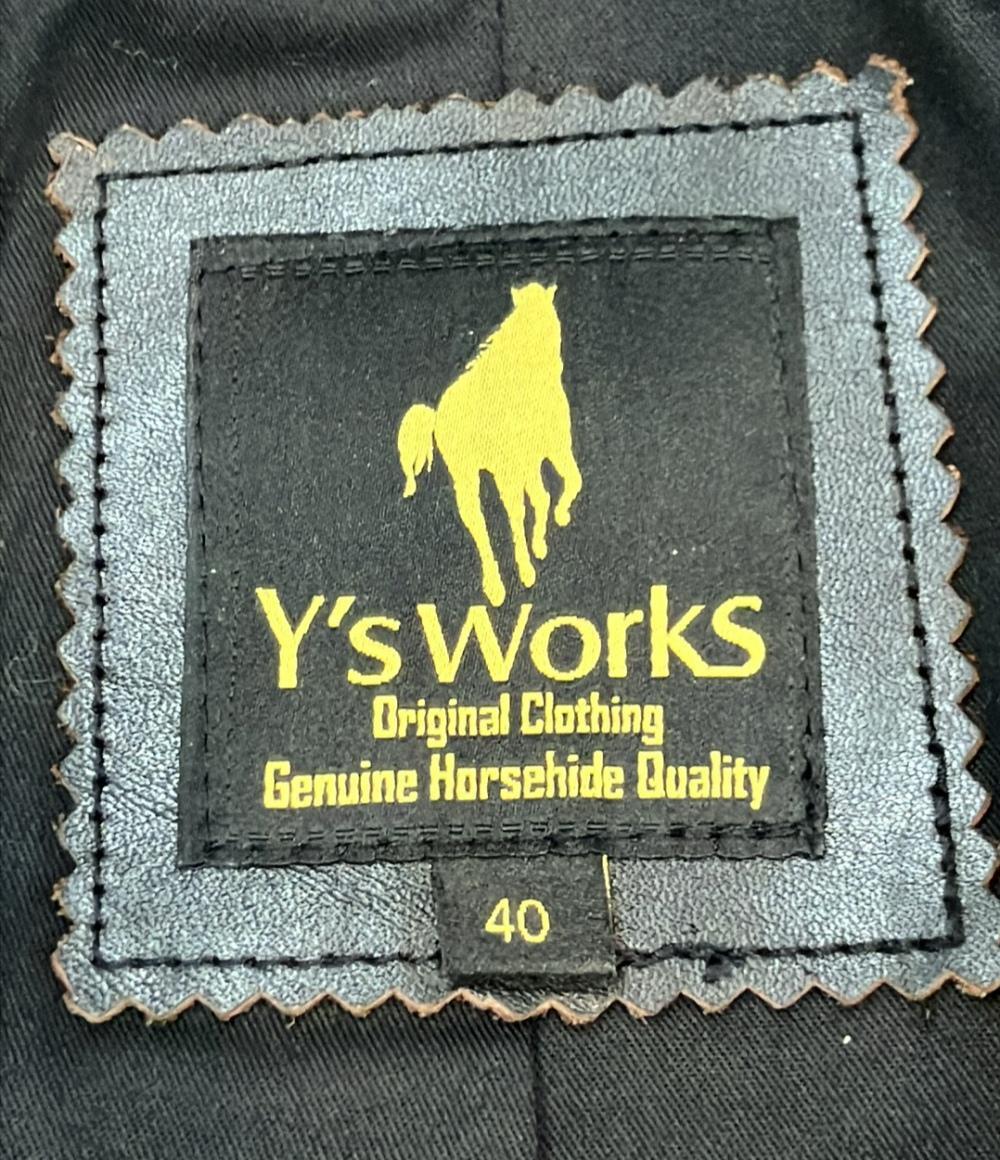 Y's Works
Original Clothing
Genuine Horsehide Quality
40